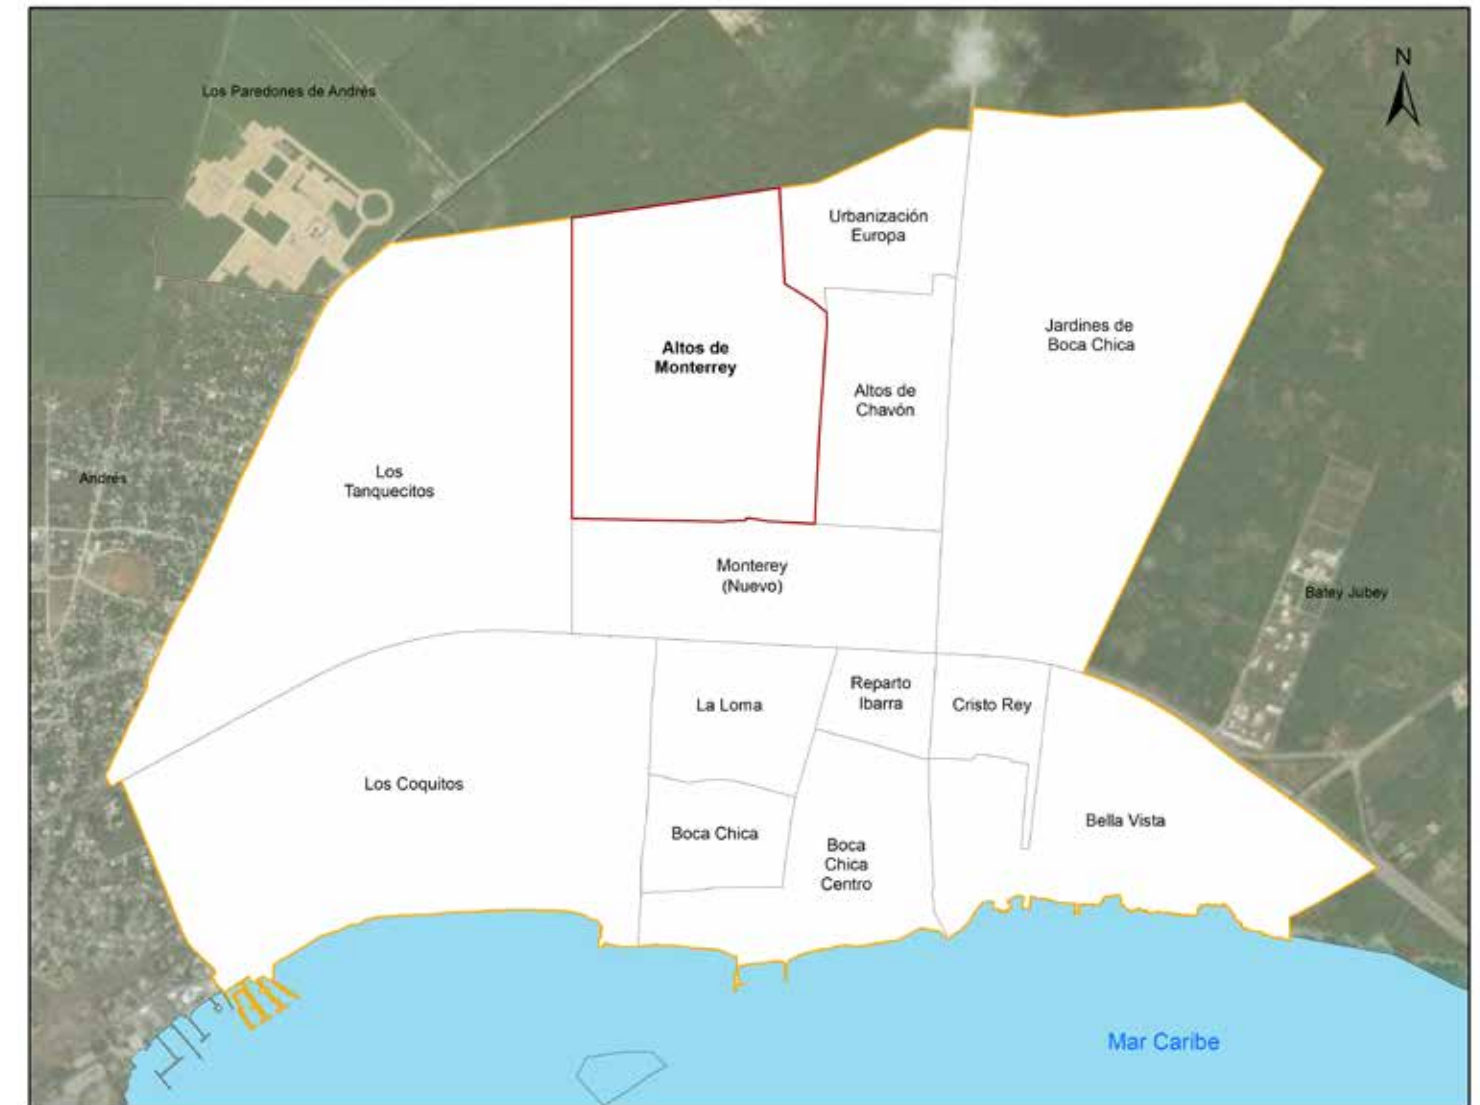 N
Los Paredones de Andrés
Urbanización
Europa
Jardines de
Boca Chica
Altos de
Monterrey
Altos de
Chavón
Los
Tanquecitos
Andrés
Monterey
(Nuevo)
Batey Jubey
Reparto
Ibarra
La Loma
Cristo Rey
Los Coquitos
Bella Vista
Boca Chica
Boca
Chica
Centro
Mar Caribe